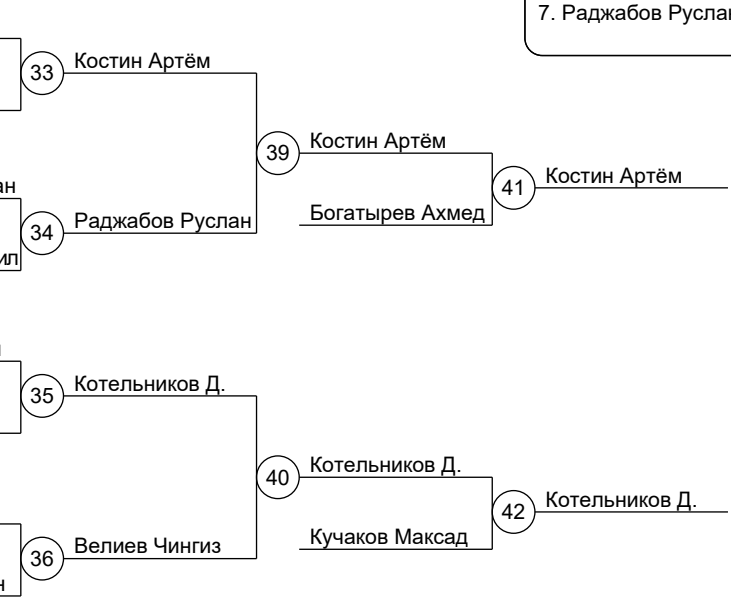 7. Раджабов Руслан
33 Костин Артём
39 Костин Артём
41 Костин Артём
Богатырев Ахмед
34 Раджабов Руслан
35 Котельников Д.
40 Котельников Д.
42 Котельников Д.
Кучаков Максад
36 Велиев Чингиз